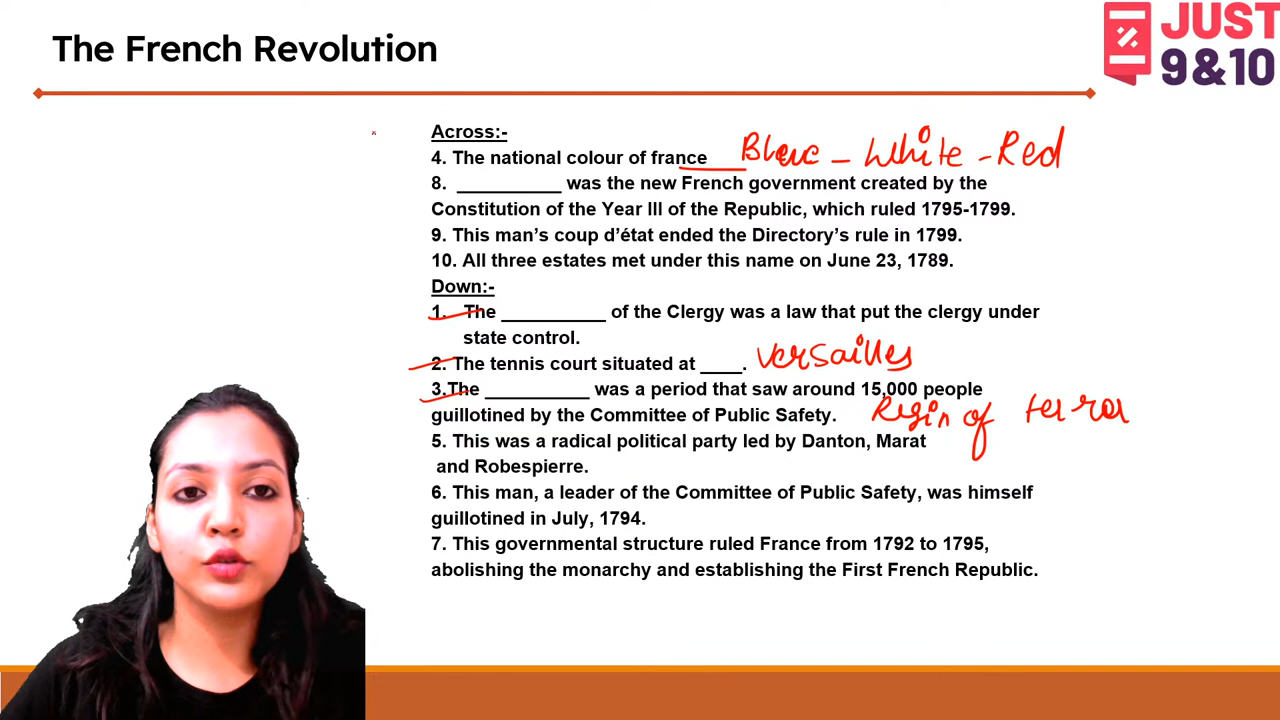 The French Revolution
JUST
9&10
Across:-
4. The national colour of france ____ Blue - White - Red
8. __________ was the new French government created by the
Constitution of the Year III of the Republic, which ruled 1795-1799.
9. This man’s coup d’état ended the Directory’s rule in 1799.
10. All three estates met under this name on June 23, 1789.
Down:-
1. The __________ of the Clergy was a law that put the clergy under
state control.
2. The tennis court situated at ____. Versailles
3.The __________ was a period that saw around 15,000 people
guillotined by the Committee of Public Safety. Regin of terror
5. This was a radical political party led by Danton, Marat
and Robespierre.
6. This man, a leader of the Committee of Public Safety, was himself
guillotined in July, 1794.
7. This governmental structure ruled France from 1792 to 1795,
abolishing the monarchy and establishing the First French Republic.